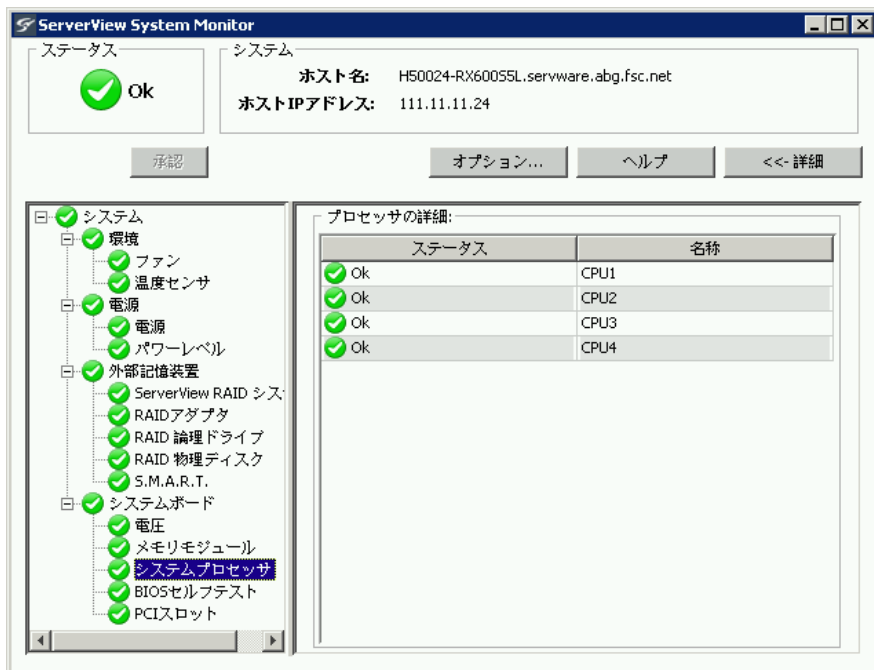 ServerView System Monitor
ステータス
Ok
システム
ホスト名: H50024-RX600S5L.servware.abg.fsc.net
ホストIPアドレス: 111.11.11.24
承認
オプション...
ヘルプ
<<- 詳細
システム
環境
ファン
温度センサ
電源
電源
パワーレベル
外部記憶装置
ServerView RAID シス
RAIDアダプタ
RAID 論理ドライブ
RAID 物理ディスク
S.M.A.R.T.
システムボード
電圧
メモリモジュール
システムプロセッサ
BIOSセルフテスト
PCIスロット
プロセッサの詳細:
ステータス 名称
Ok CPU1
Ok CPU2
Ok CPU3
Ok CPU4